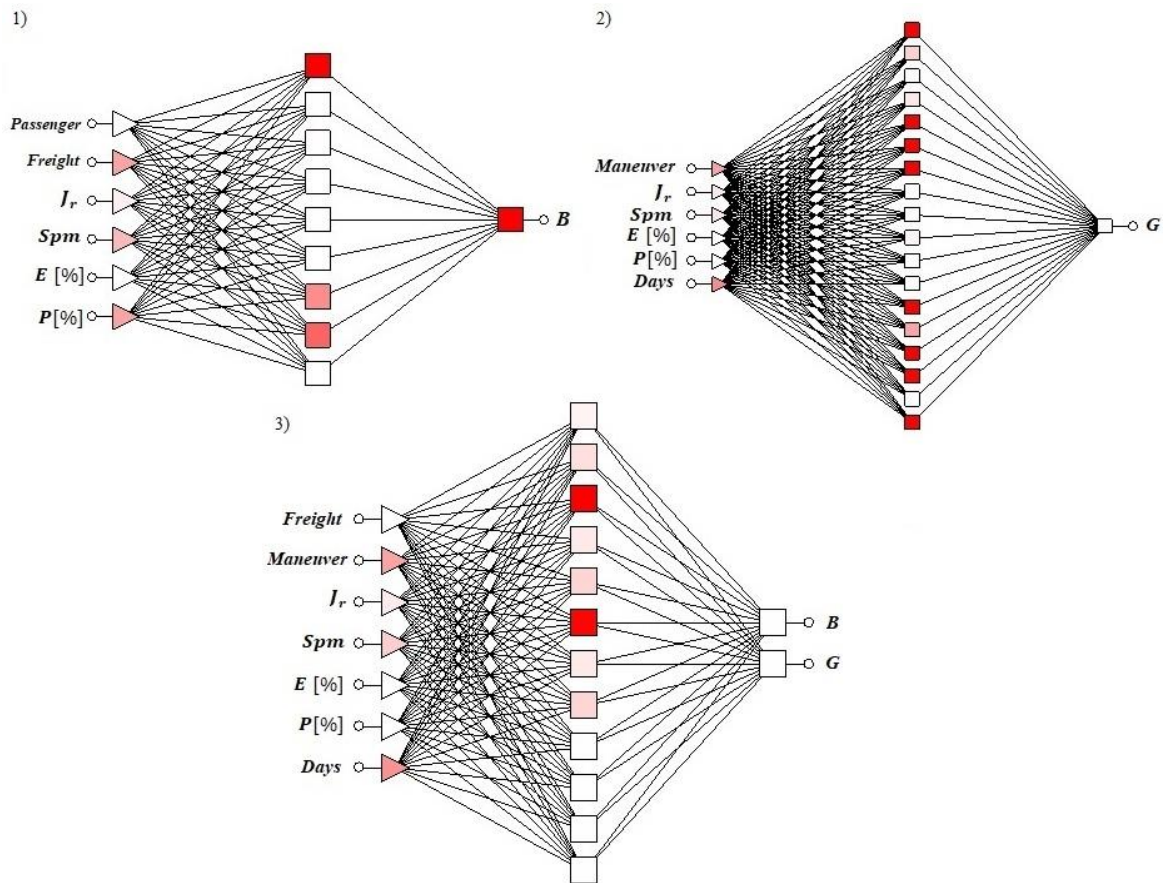 1)
Passenger
Freight
J_r
Spm
E [%]
P[%]
B
2)
Maneuver
J_r
Spm
E [%]
P[%]
Days
G
3)
Freight
Maneuver
J_r
Spm
E [%]
P[%]
Days
B
G